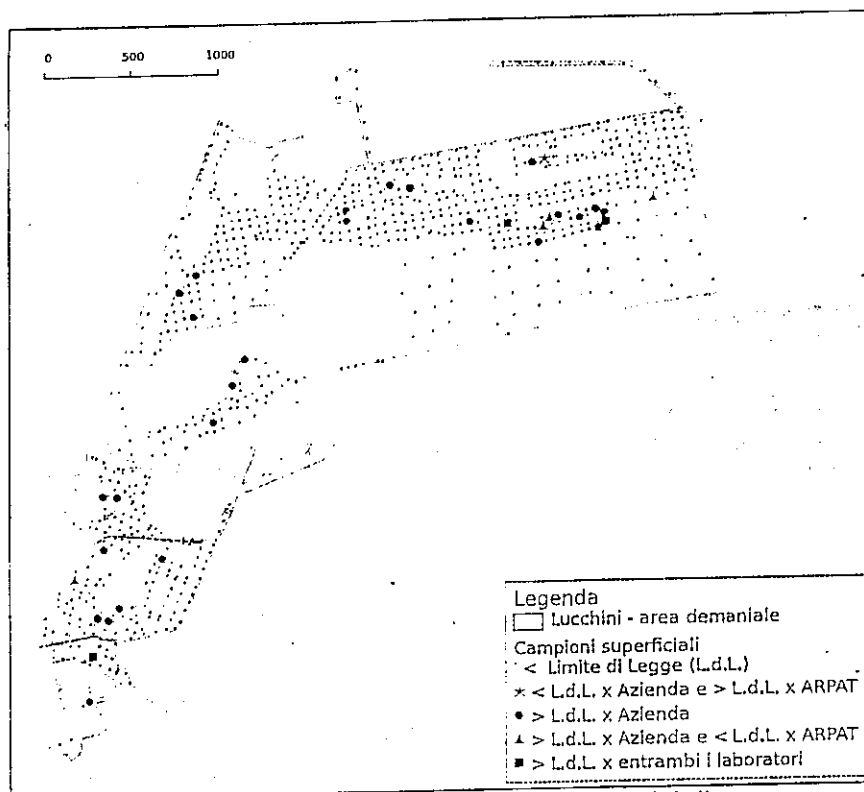 0 500 1000
Legenda
Lucchini - area demaniale
Campioni superficiali
< Limite di Legge (L.d.L.)
< L.d.L. x Azienda e > L.d.L. x ARPAT
> L.d.L. x Azienda
> L.d.L. x Azienda e < L.d.L. x ARPAT
> L.d.L. x entrambi i laboratori